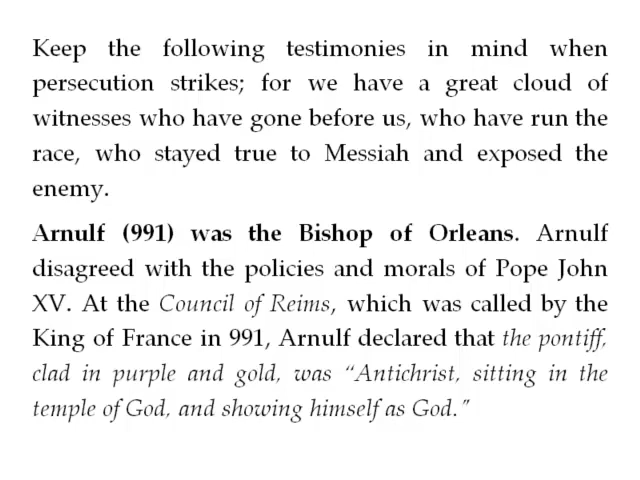 Keep the following testimonies in mind when
persecution strikes; for we have a great cloud of
witnesses who have gone before us, who have run the
race, who stayed true to Messiah and exposed the
enemy.
Arnulf (991) was the Bishop of Orleans. Arnulf
disagreed with the policies and morals of Pope John
XV. At the Council of Reims, which was called by the
King of France in 991, Arnulf declared that the pontiff,
clad in purple and gold, was “Antichrist, sitting in the
temple of God, and showing himself as God.”